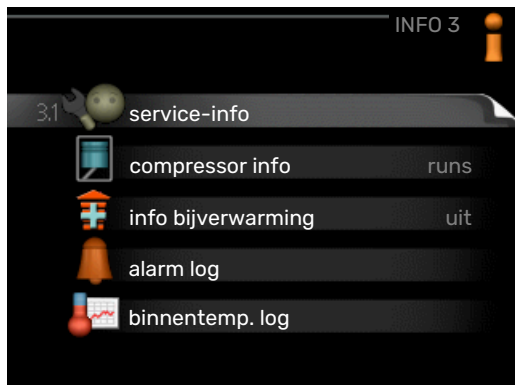 INFO 3
3.1 service-info
compressor info runs
info bijverwarming uit
alarm log
binnentemp. log